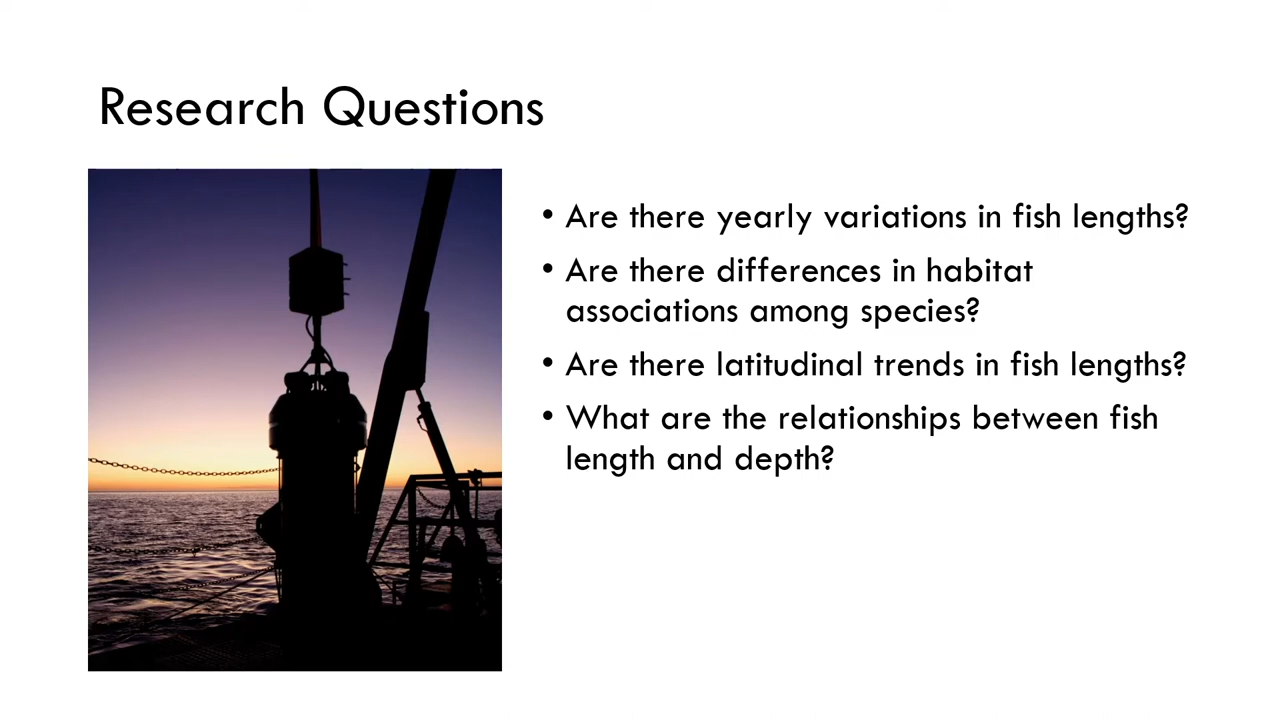 Research Questions
• Are there yearly variations in fish lengths?
• Are there differences in habitat
associations among species?
• Are there latitudinal trends in fish lengths?
• What are the relationships between fish
length and depth?